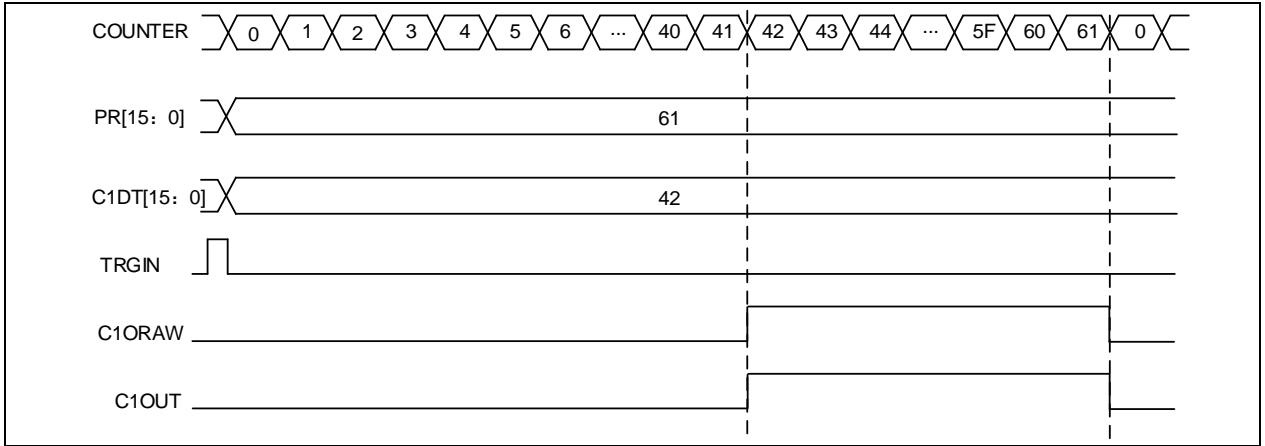 COUNTER 0 1 2 3 4 5 6 ... 40 41 42 43 44 ... 5F 60 61 0
PR[15：0] 61
C1DT[15：0] 42
TRGIN
C1ORAW
C1OUT